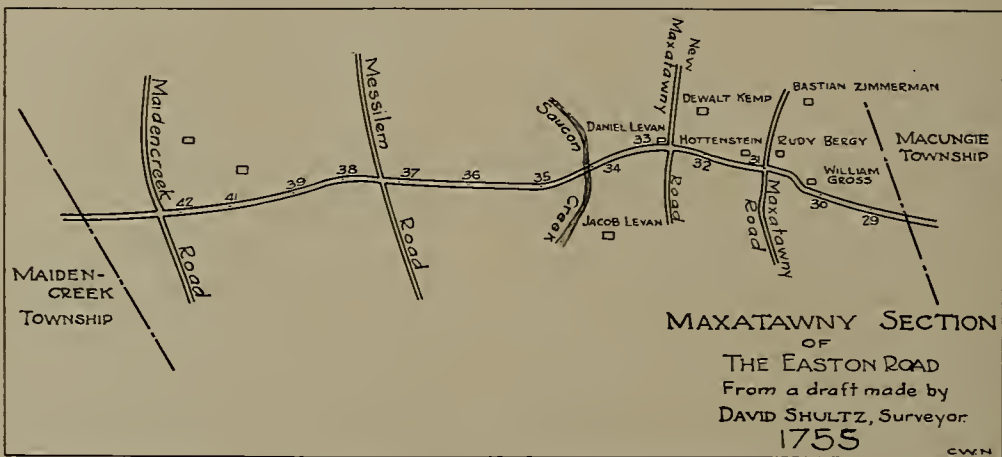 Maidencreek
Road
Messilem
Road
Saucon
Creek
New
Maxatawny
Road
Maxatawny
Road
BASTIAN ZIMMERMAN
DEWALT KEMP
DANIEL LEVAN
HOTTENSTEIN
RUDY BERGY
WILLIAM
GROSS
JACOB LEVAN
MACUNGIE
TOWNSHIP
42
41
39
38
37
36
35
34
33
32
31
30
29
MAIDEN-
CREEK
TOWNSHIP
MAXATAWNY SECTION
OF
THE EASTON ROAD
From a draft made by
DAVID SHULTZ, Surveyor.
1755
C.W.N